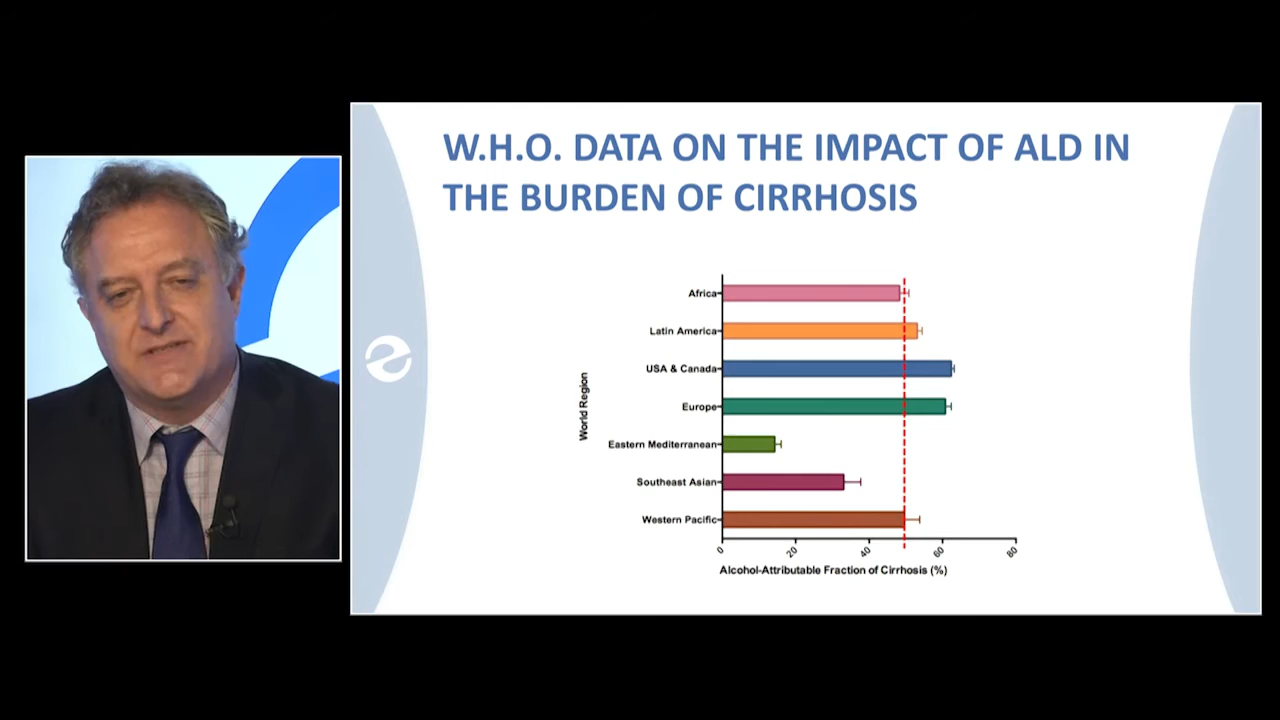 W.H.O. DATA ON THE IMPACT OF ALD IN
THE BURDEN OF CIRRHOSIS
World Region
Africa
Latin America
USA & Canada
Europe
Eastern Mediterranean
Southeast Asian
Western Pacific
0 20 40 60 80
Alcohol-Attributable Fraction of Cirrhosis (%)